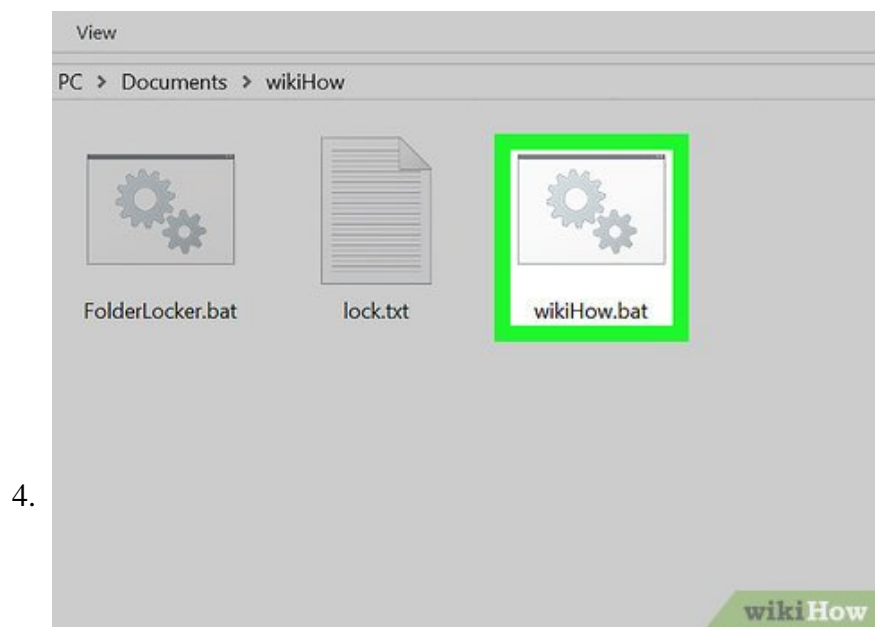 View
PC > Documents > wikiHow
FolderLocker.bat lock.txt wikiHow.bat
4.
wikiHow